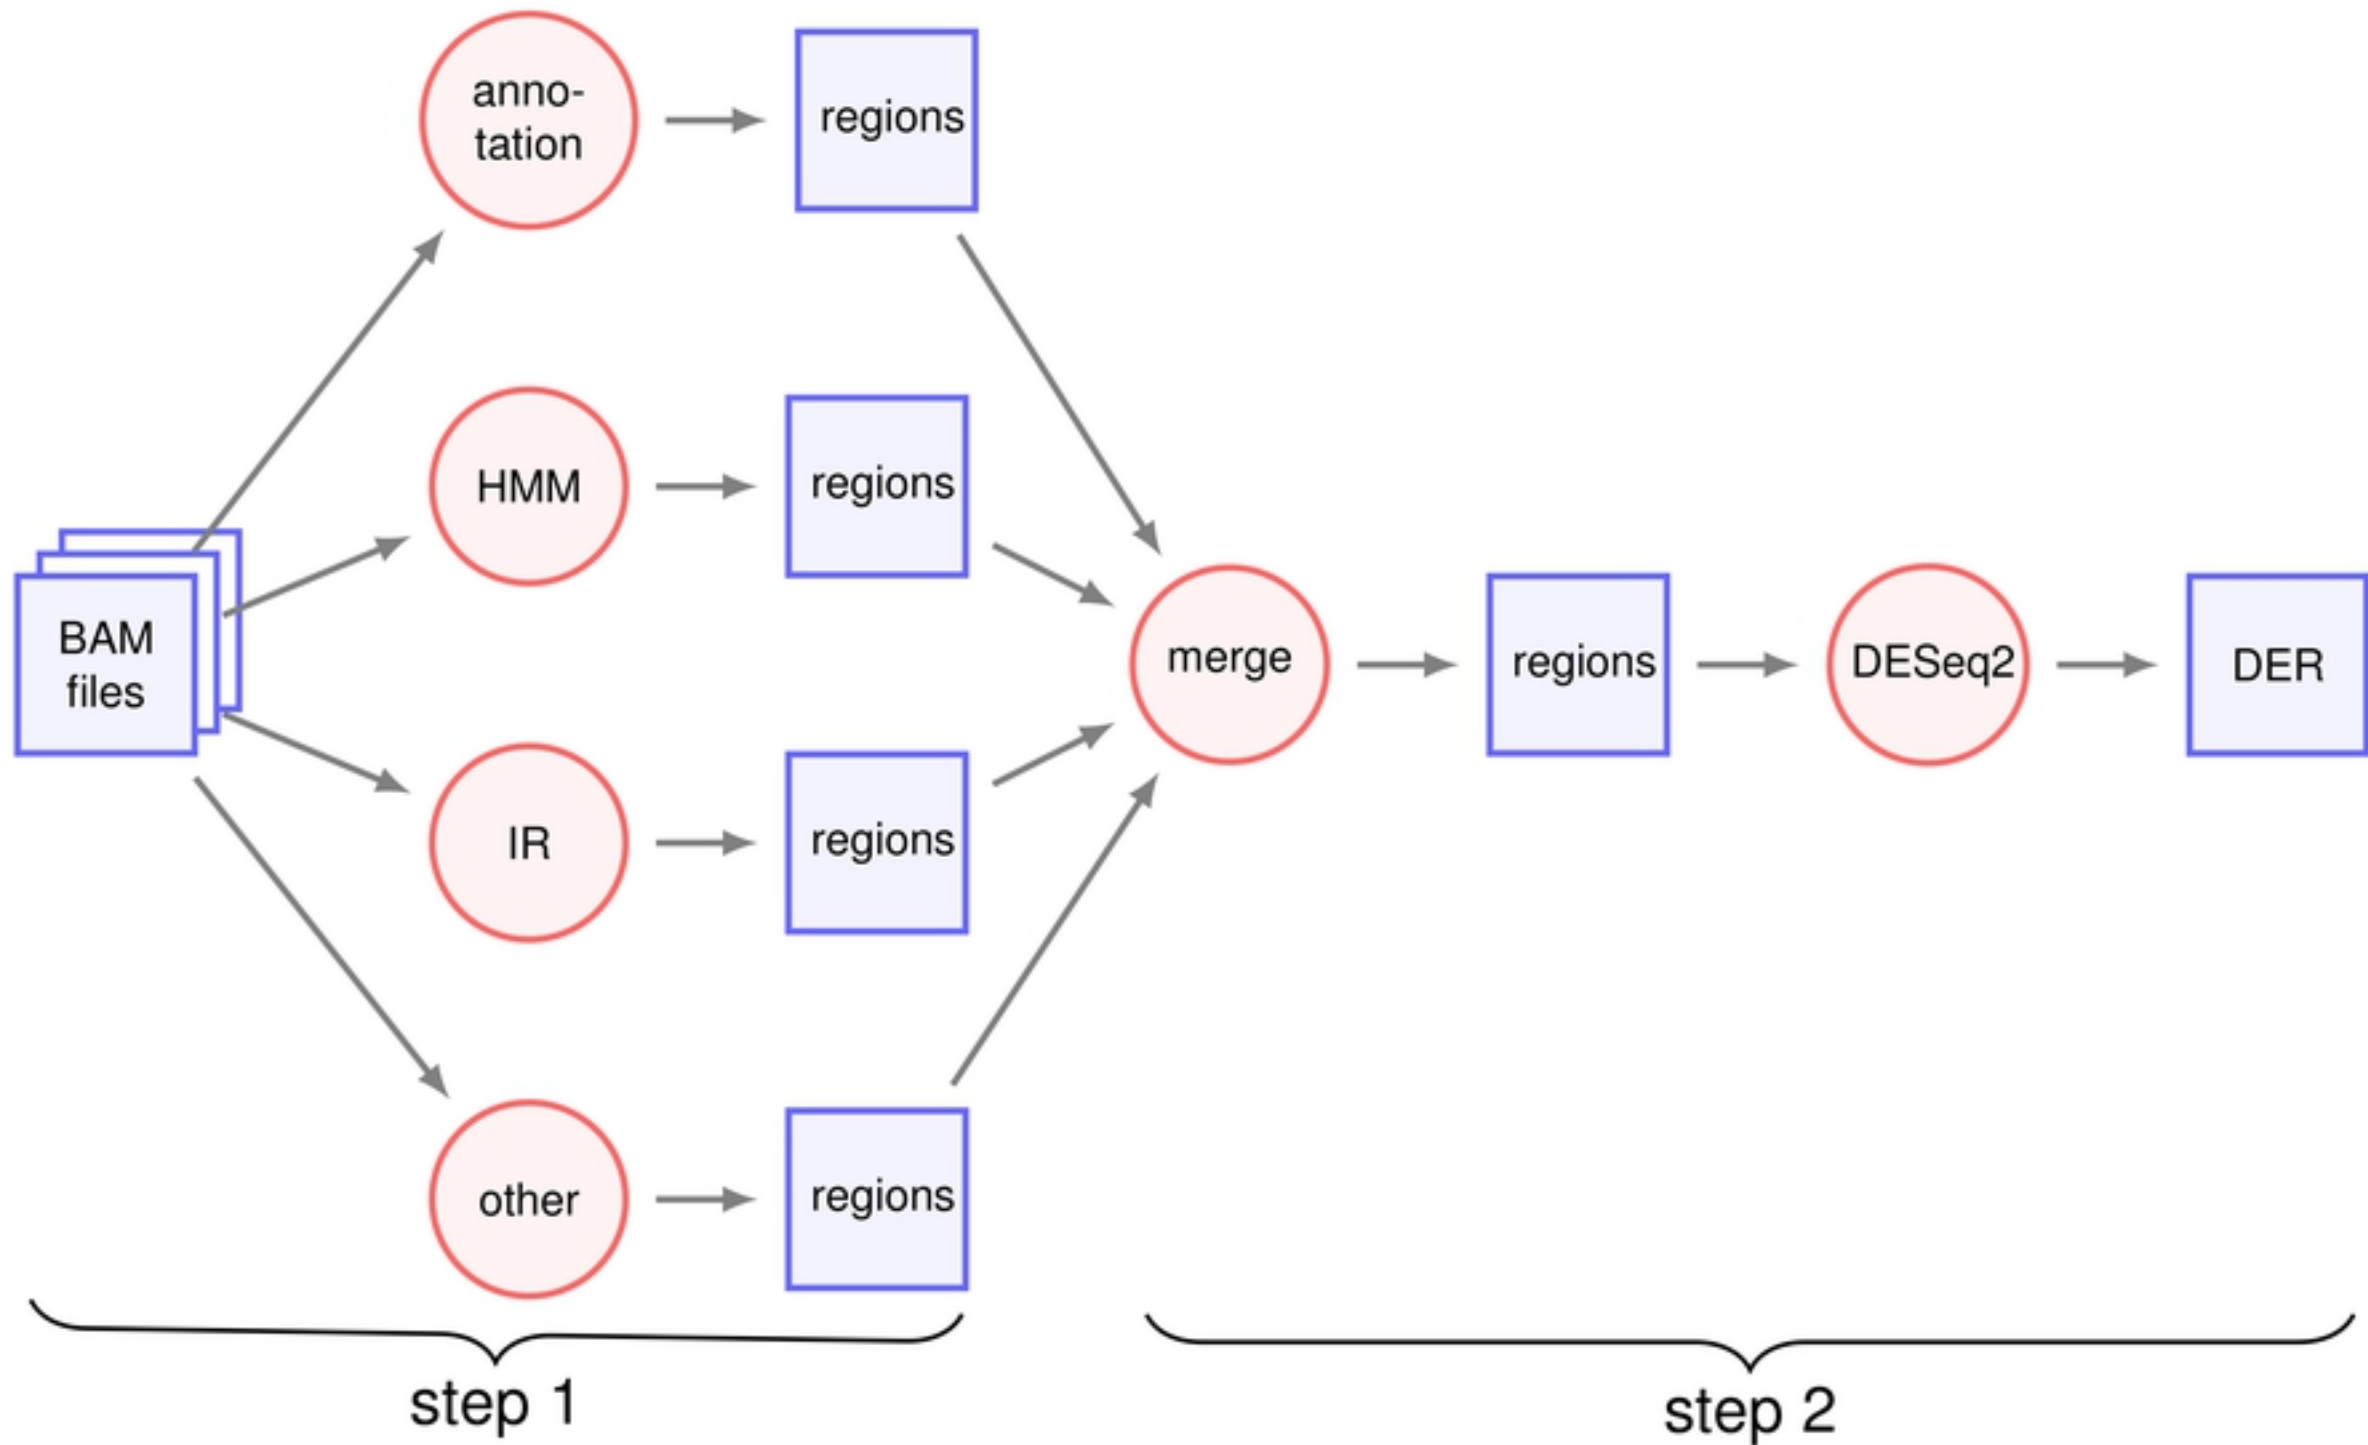 anno-
tation
regions
HMM
regions
BAM
files
merge
regions
DESeq2
DER
IR
regions
other
regions
step 1
step 2